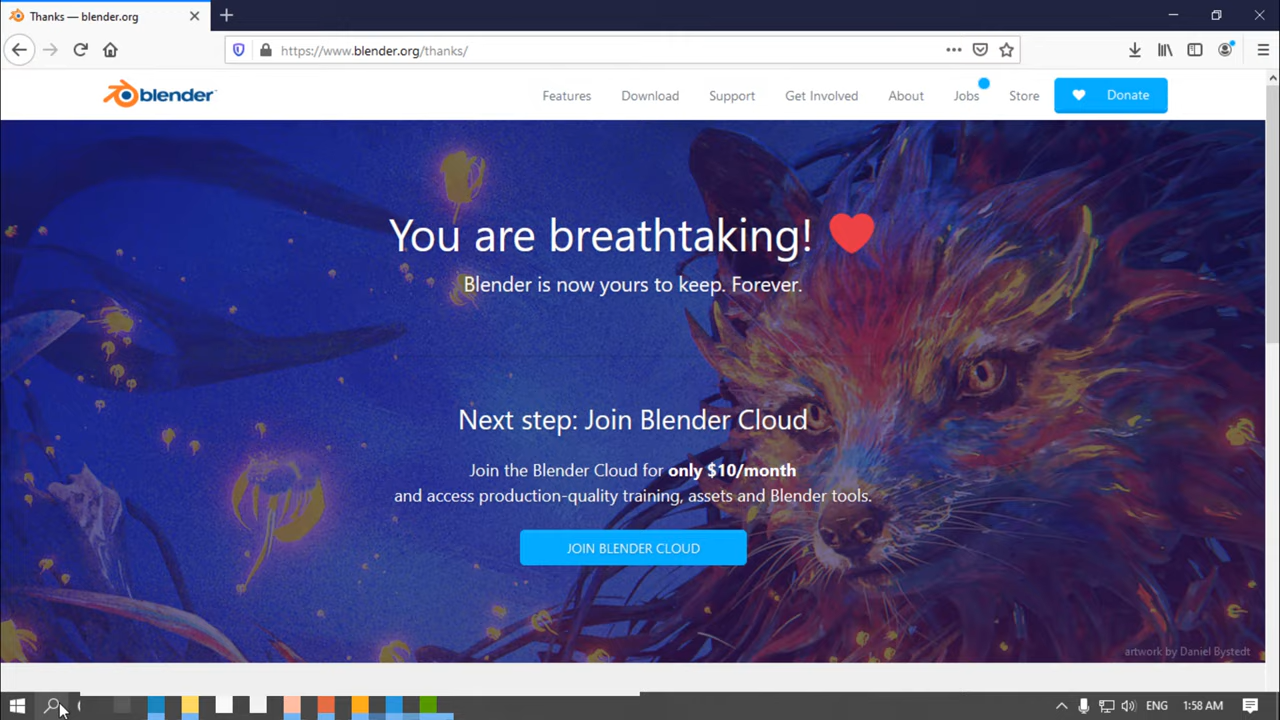 Thanks — blender.org
https://www.blender.org/thanks/
blender
Features Download Support Get Involved About Jobs Store Donate
You are breathtaking!
Blender is now yours to keep. Forever.
Next step: Join Blender Cloud
Join the Blender Cloud for only $10/month
and access production-quality training, assets and Blender tools.
JOIN BLENDER CLOUD
artwork by Daniel Bystedt
ENG 1:58 AM